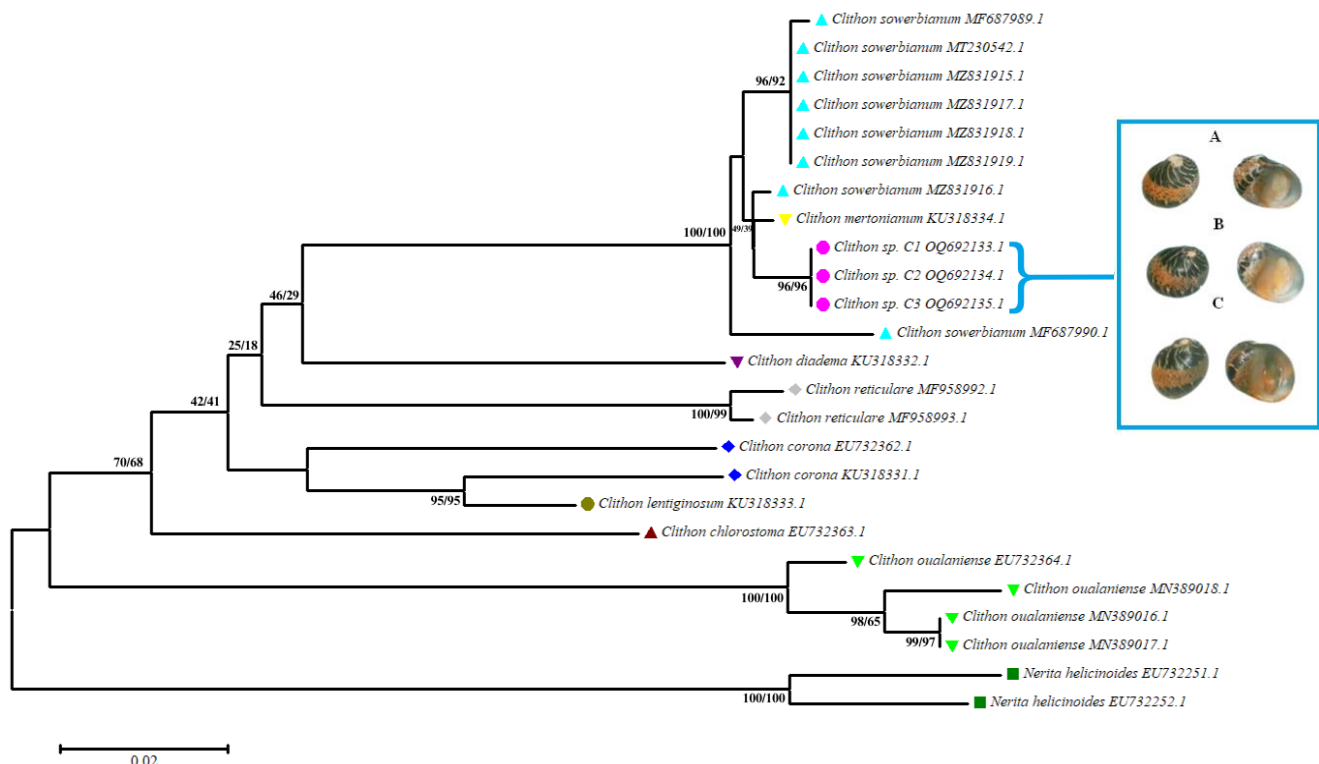 Clithon sowerbianum MF687989.1
Clithon sowerbianum MT230542.1
96/92
Clithon sowerbianum MZ831915.1
Clithon sowerbianum MZ831917.1
Clithon sowerbianum MZ831918.1
A
Clithon sowerbianum MZ831919.1
Clithon sowerbianum MZ831916.1
Clithon mertonianum KU318334.1
B
100/100
49/39
Clithon sp. C1 OQ692133.1
Clithon sp. C2 OQ692134.1
96/96
46/29
Clithon sp. C3 OQ692135.1
C
Clithon sowerbianum MF687990.1
25/18
Clithon diadema KU318332.1
Clithon reticulare MF958992.1
42/41
100/99
Clithon reticulare MF958993.1
Clithon corona EU732362.1
70/68
Clithon corona KU318331.1
95/95
Clithon lentiginosum KU318333.1
Clithon chlorostoma EU732363.1
Clithon oualaniense EU732364.1
100/100
Clithon oualaniense MN389018.1
98/65
Clithon oualaniense MN389016.1
99/97
Clithon oualaniense MN389017.1
Nerita helicinoides EU732251.1
100/100
Nerita helicinoides EU732252.1
0.02